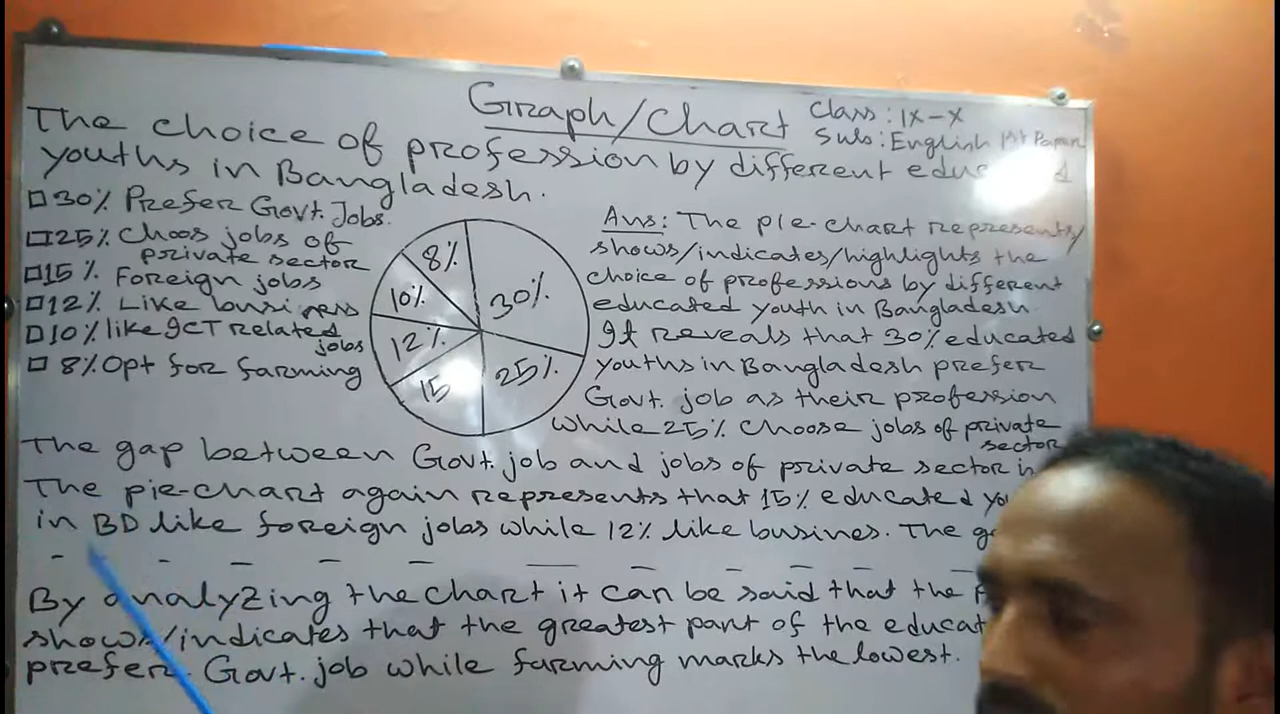 Graph/Chart
Class: IX-X
Sub: English 1st Paper
The choice of profession by different
youths in Bangladesh.
30% Prefer Govt. Jobs.
25% Choos jobs of
private sector
15% Foreign jobs
12% Like business
10% like ICT Related
jobs
8% Opt for farming
8%
30%
10%
12%
15
25%
Ans: The pie-chart represents/
shows/indicates/highlights the
choice of professions by different
educated youth in Bangladesh.
It reveals that 30% educated
youths in Bangladesh prefer
Govt. job as their profession
while 25% choose jobs of private
sector
The gap between Govt. job and jobs of private sector
The pie-chart again represents that 15% educated
in BD like foreign jobs while 12% like busines. The
By analyzing the chart it can be said that the
shows/indicates that the greatest part of the
prefer Govt. job while farming marks the lowest.